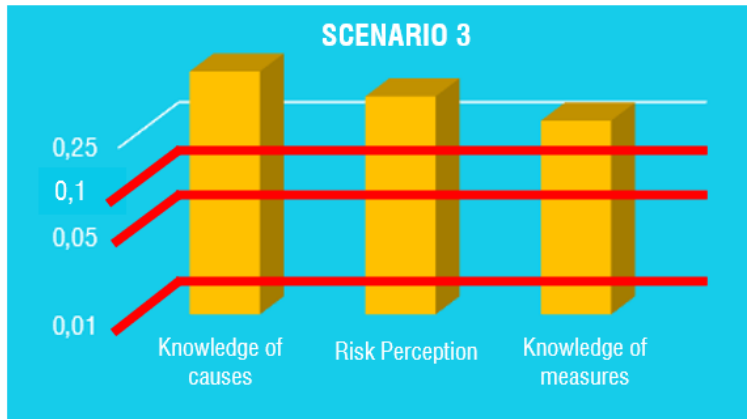 SCENARIO 3
0,25
0,1
0,05
0,01
Knowledge of
causes
Risk Perception
Knowledge of
measures